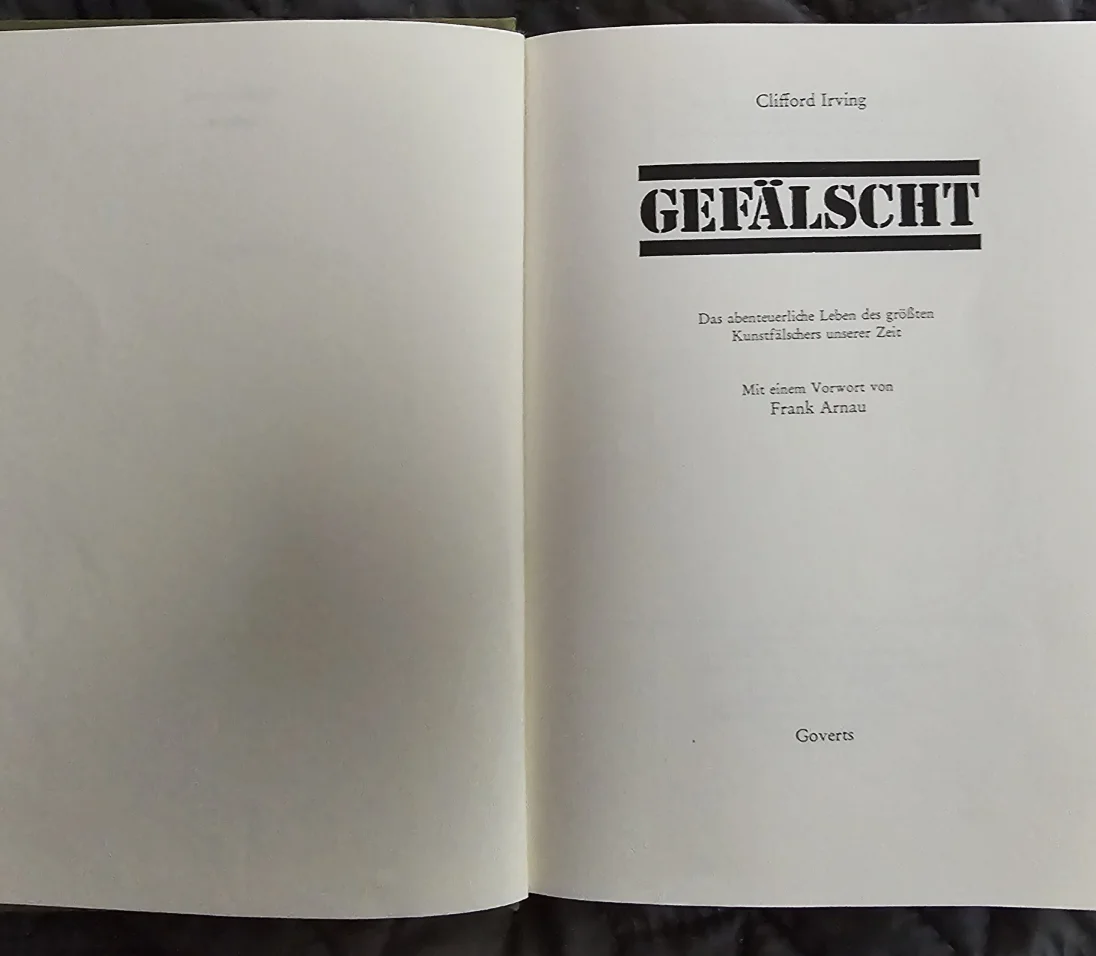 Clifford Irving
GEFÄLSCHT
Das abenteuerliche Leben des größten
Kunstfälschers unserer Zeit
Mit einem Vorwort von
Frank Arnau
Goverts